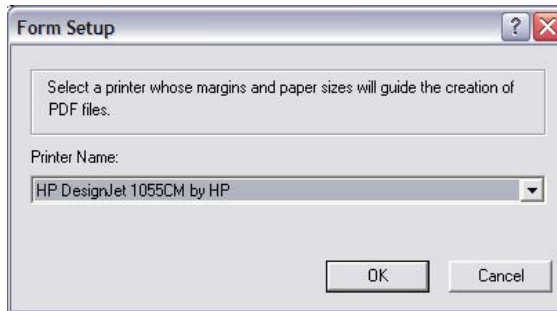 Form Setup
Select a printer whose margins and paper sizes will guide the creation of
PDF files.
Printer Name:
HP DesignJet 1055CM by HP
OK Cancel